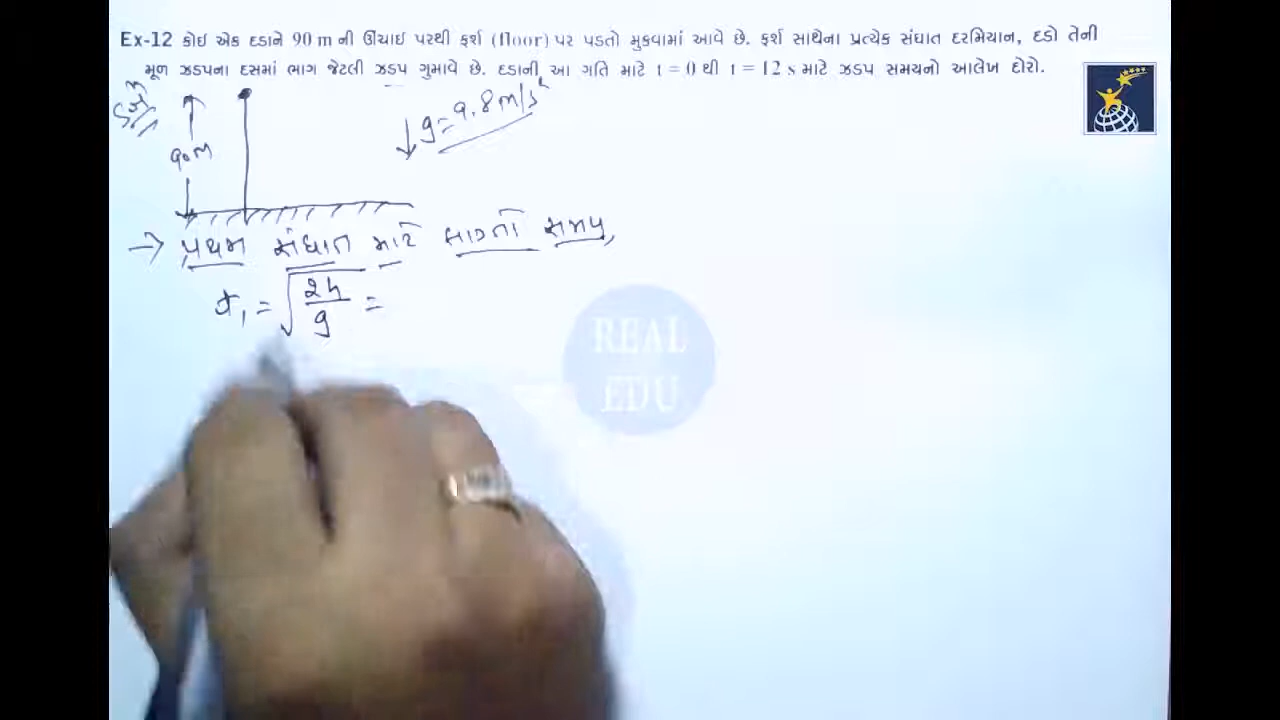 Ex-12 કોઇ એક દડાને 90 m ની ઊંચાઇ પરથી ફર્શ (floor) પર પડતો મુકવામાં આવે છે. ફર્શ સાથેના પ્રત્યેક સંઘાત દરમિયાન, દડો તેની
મૂળ ઝડપના દસમાં ભાગ જેટલી ઝડપ ગુમાવે છે. દડાની આ ગતિ માટે t = 0 થી t = 12 s માટે ઝડપ સમયનો આલેખ દોરો.
↓ g = 9.8 m/s²
90 m
→ પ્રથમ સંઘાત માટે લાગતો સમય,
t₁ = √(2h/g) =
REAL
EDU